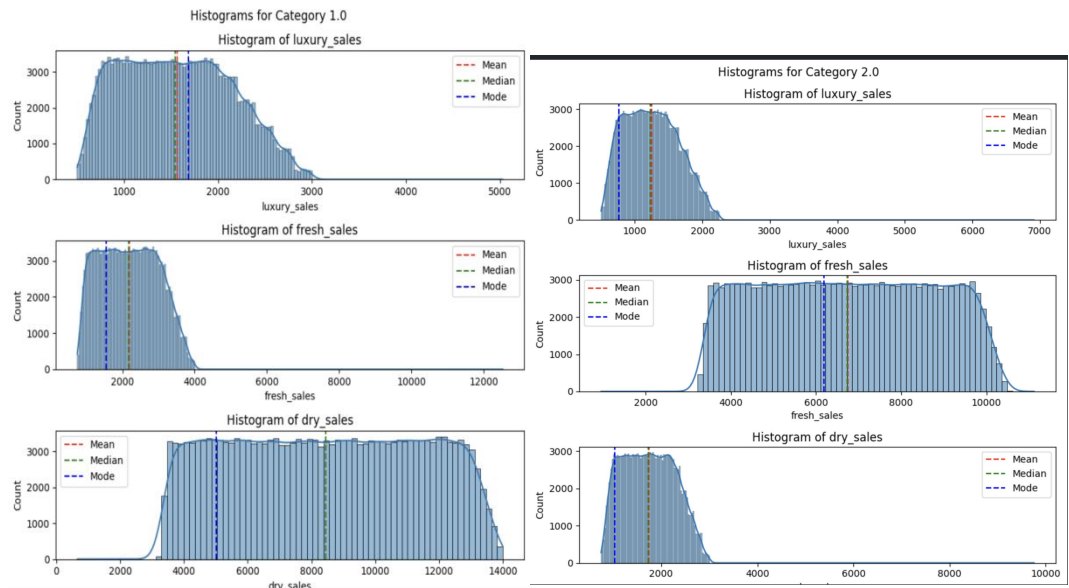 Histograms for Category 1.0
Histogram of luxury_sales
Mean
Median
Mode
3000
2000
1000
0
Count
1000 2000 3000 4000 5000
luxury_sales
Histogram of fresh_sales
Mean
Median
Mode
3000
2000
1000
0
Count
2000 4000 6000 8000 10000 12000
fresh_sales
Histogram of dry_sales
Mean
Median
Mode
3000
2000
1000
0
Count
0 2000 4000 6000 8000 10000 12000 14000
dry_sales
Histograms for Category 2.0
Histogram of luxury_sales
Mean
Median
Mode
3000
2000
1000
0
Count
1000 2000 3000 4000 5000 6000 7000
luxury_sales
Histogram of fresh_sales
Mean
Median
Mode
3000
2000
1000
0
Count
2000 4000 6000 8000 10000
fresh_sales
Histogram of dry_sales
Mean
Median
Mode
3000
2000
1000
0
Count
2000 4000 6000 8000 10000